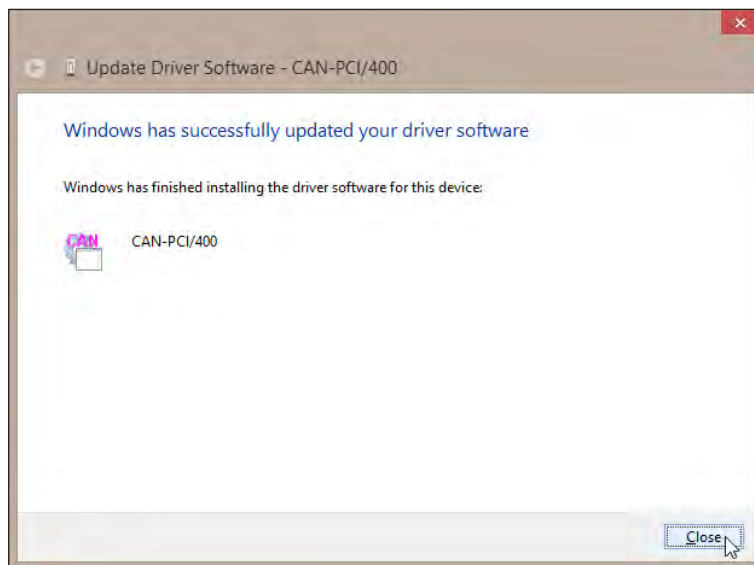 Update Driver Software - CAN-PCI/400
Windows has successfully updated your driver software
Windows has finished installing the driver software for this device:
CAN
CAN-PCI/400
Close